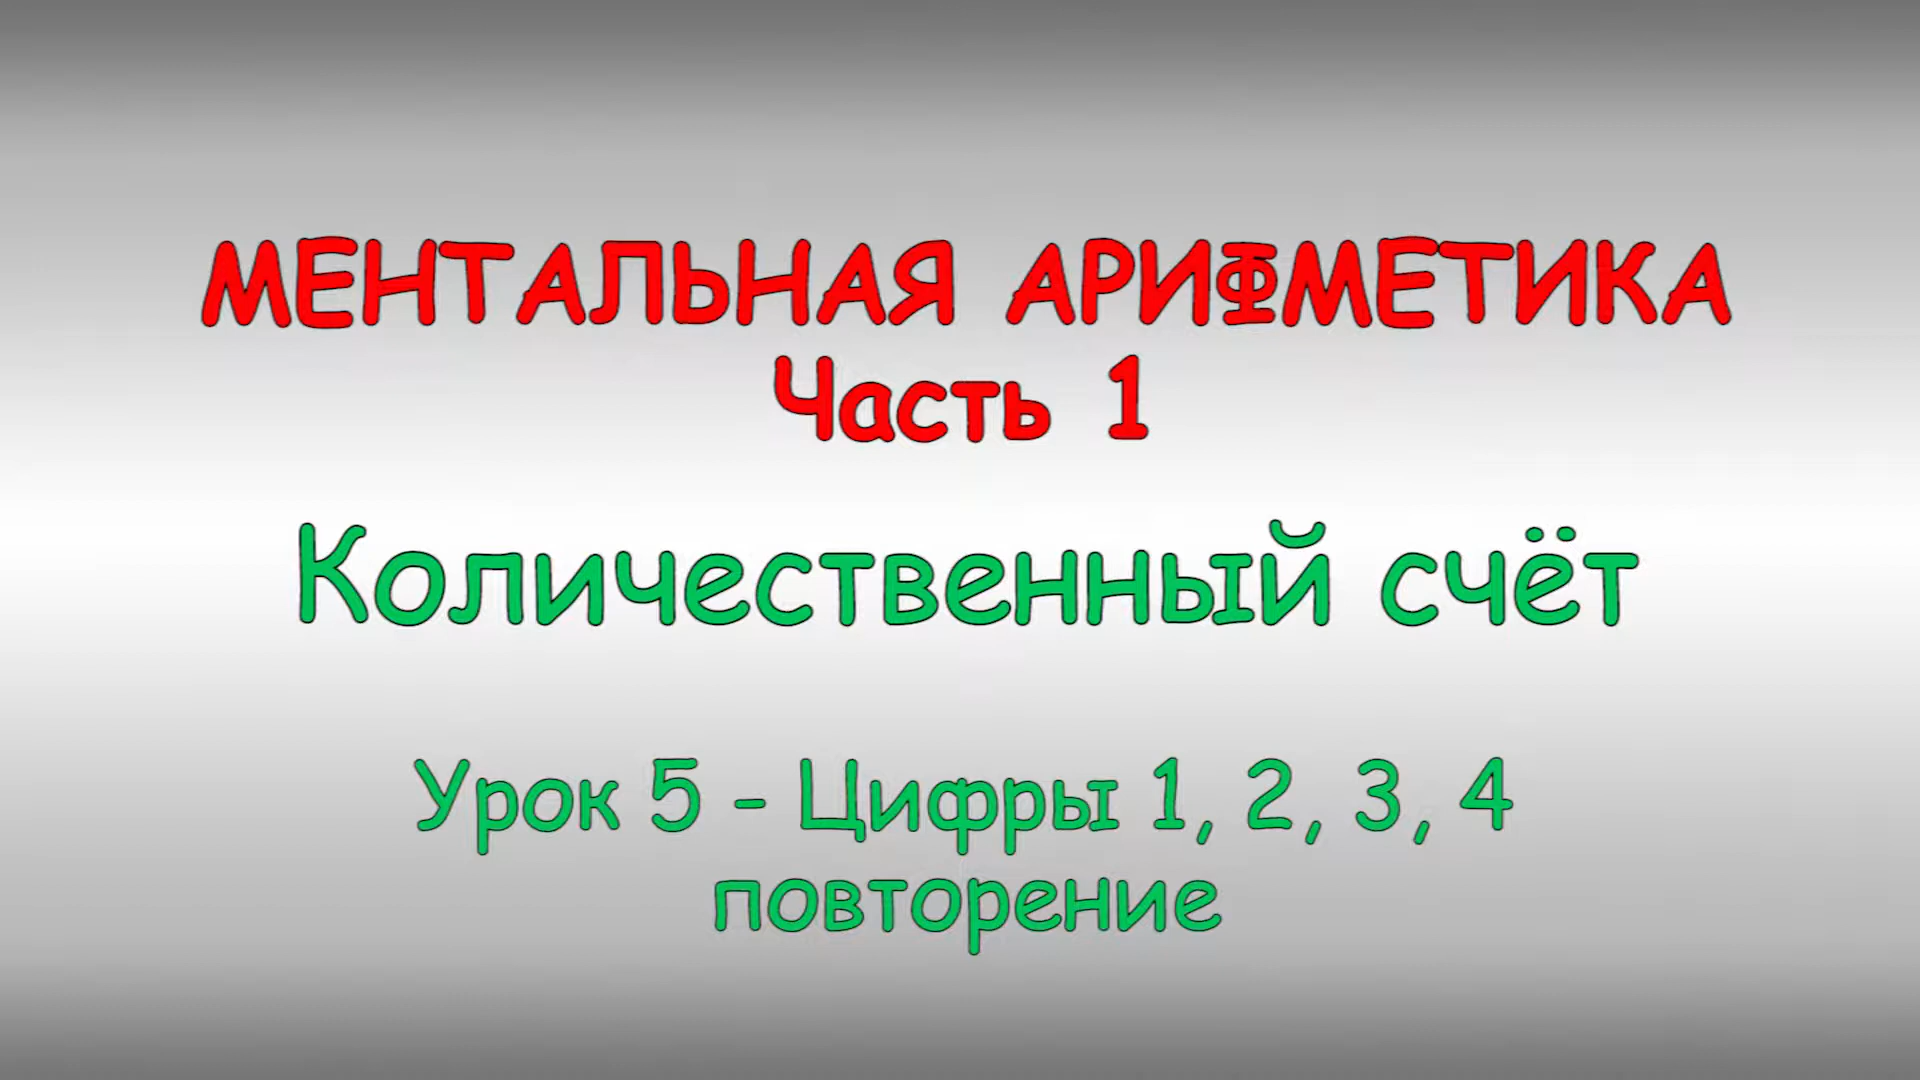 МЕНТАЛЬНАЯ АРИФМЕТИКА
Часть 1
Количественный счёт
Урок 5 - Цифры 1, 2, 3, 4
повторение